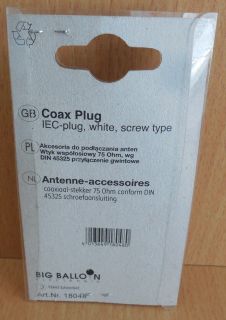 GB Coax Plug
IEC-plug, white, screw type
PL Akcesoria do podłączania anten
Wtyk współosiowy 75 Ohm, wg
DIN 45325 przyłączenie gwintowe
NL Antenne-accessoires
coaxiaal-stekker 75 Ohm conform DIN
45325 schroefaansluiting
BIG BALLOON
Art.Nr.